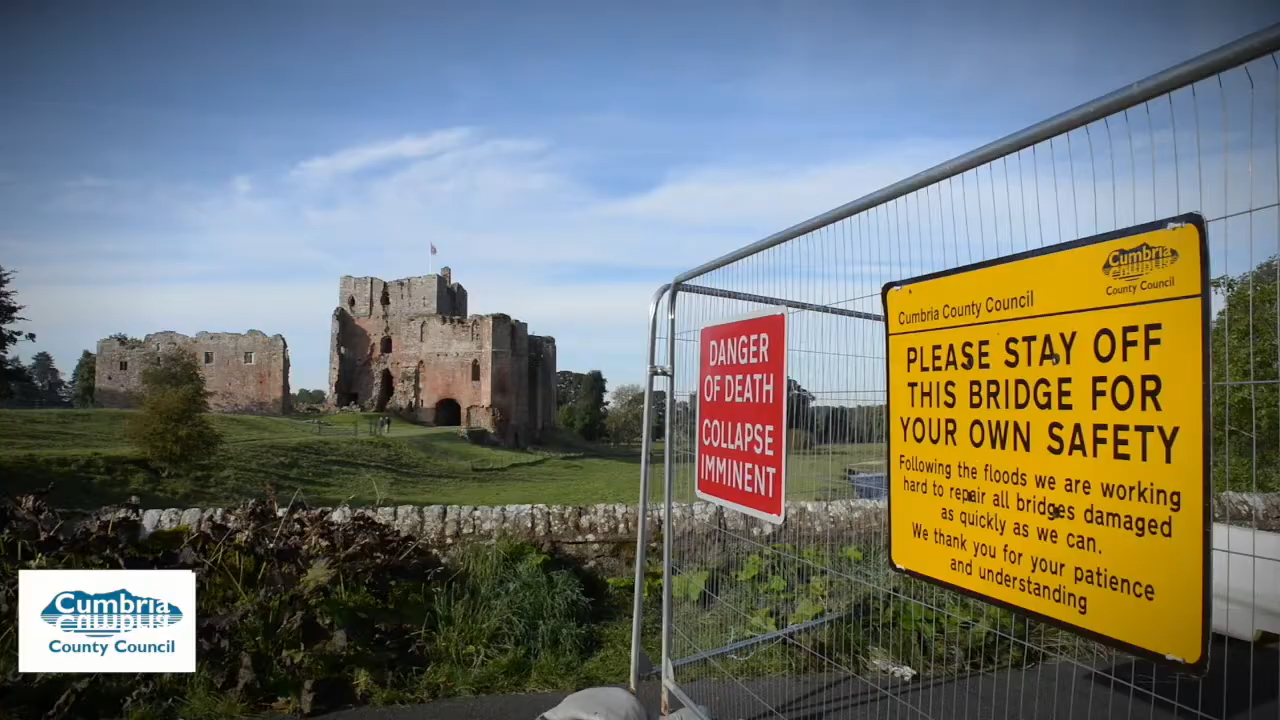 DANGER
OF DEATH
COLLAPSE
IMMINENT
Cumbria
County Council
Cumbria County Council
PLEASE STAY OFF
THIS BRIDGE FOR
YOUR OWN SAFETY
Following the floods we are working
hard to repair all bridges damaged
as quickly as we can.
We thank you for your patience
and understanding
Cumbria
County Council